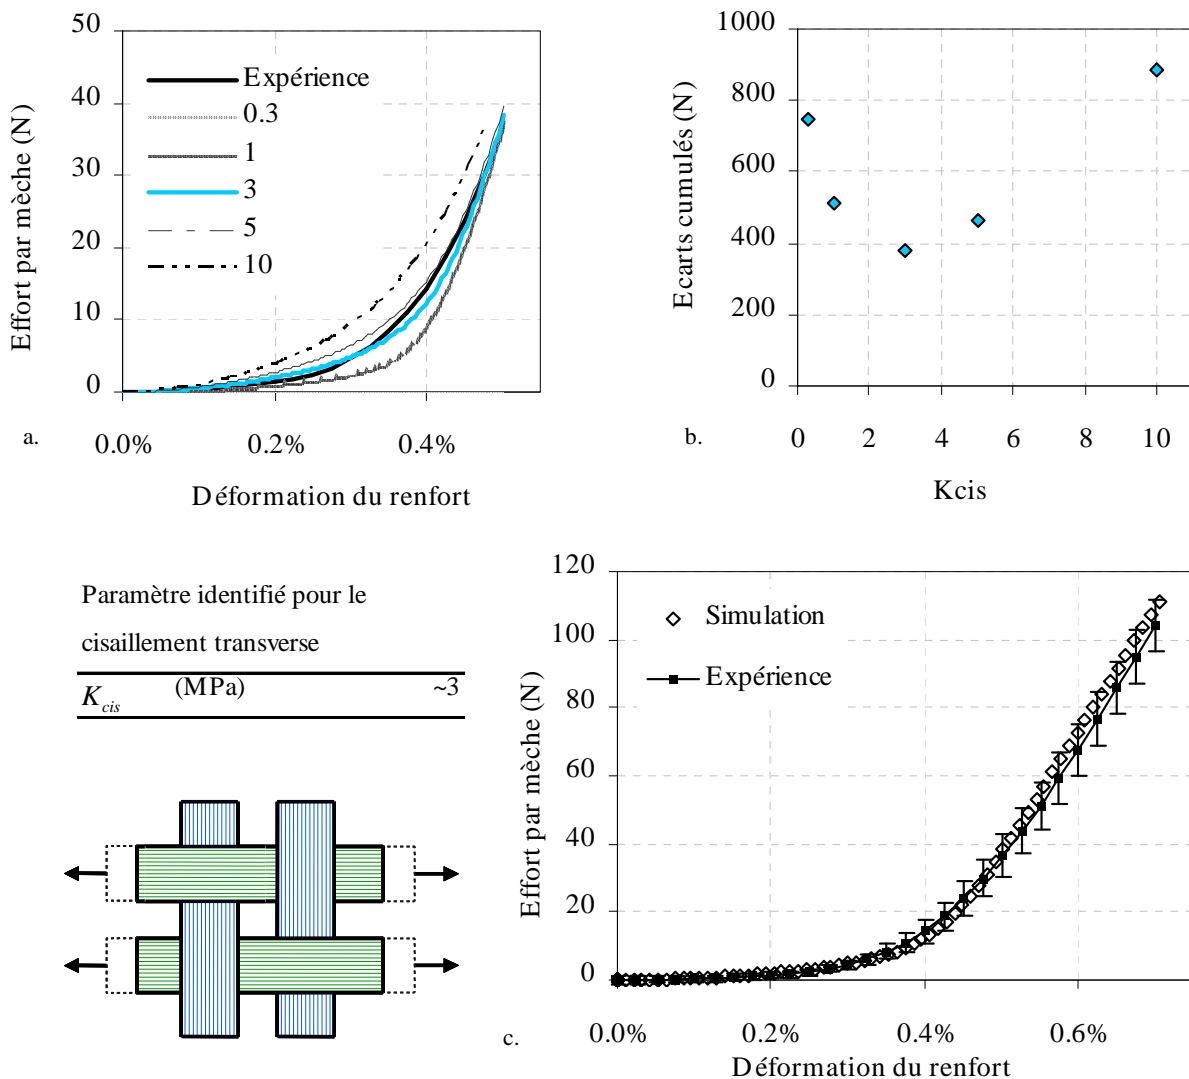 50
40
30
20
10
0
Effort par mèche (N)
Expérience
0.3
1
3
5
10
0.0%
0.2%
0.4%
Déformation du renfort
a.
1000
800
600
400
200
0
Ecarts cumulés (N)
0
2
4
6
8
10
Kcis
b.
Paramètre identifié pour le
cisaillement transverse
Kcis (MPa) ~3
120
100
80
60
40
20
0
Effort par mèche (N)
Simulation
Expérience
0.0%
0.2%
0.4%
0.6%
Déformation du renfort
c.